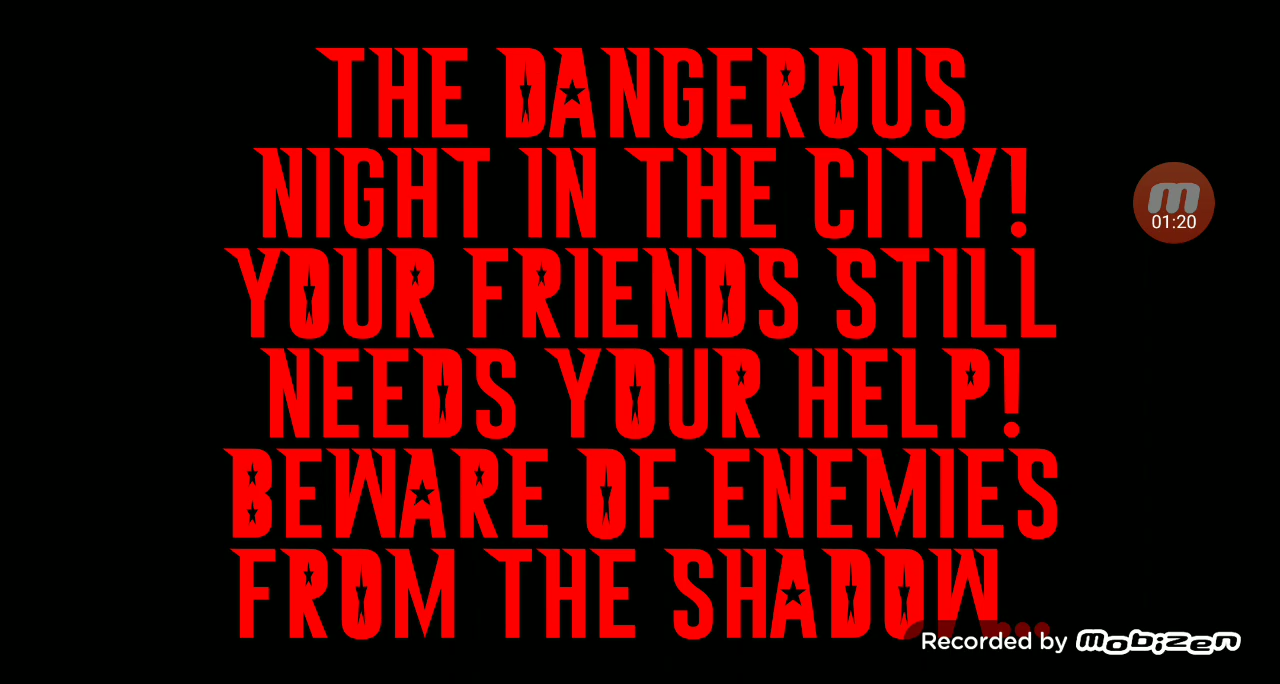 THE DANGEROUS
NIGHT IN THE CITY!
YOUR FRIENDS STILL
NEEDS YOUR HELP!
BEWARE OF ENEMIES
FROM THE SHADOW...
m
01:20
Recorded by mobizen